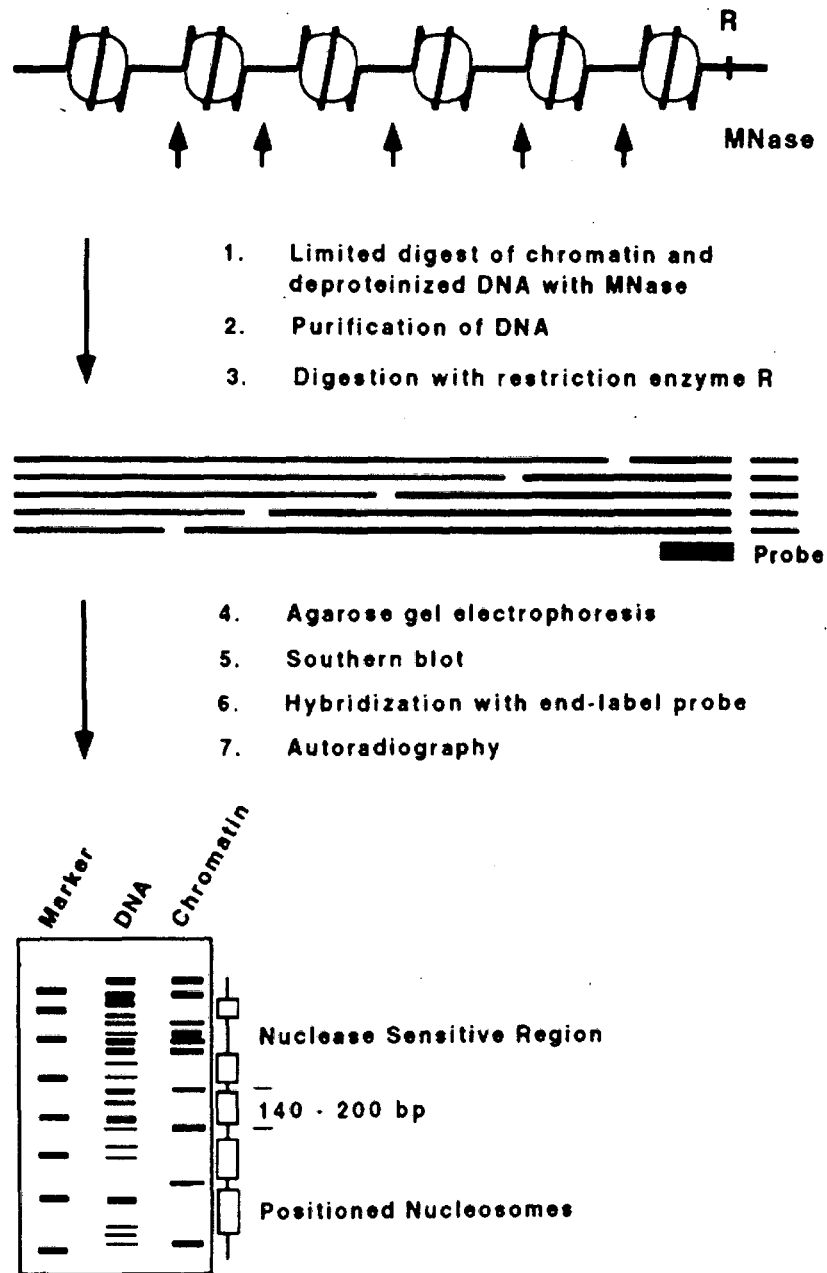 R
MNase
1. Limited digest of chromatin and
deproteinized DNA with MNase
2. Purification of DNA
3. Digestion with restriction enzyme R
Probe
4. Agarose gel electrophoresis
5. Southern blot
6. Hybridization with end-label probe
7. Autoradiography
Marker
DNA
Chromatin
Nuclease Sensitive Region
140 - 200 bp
Positioned Nucleosomes